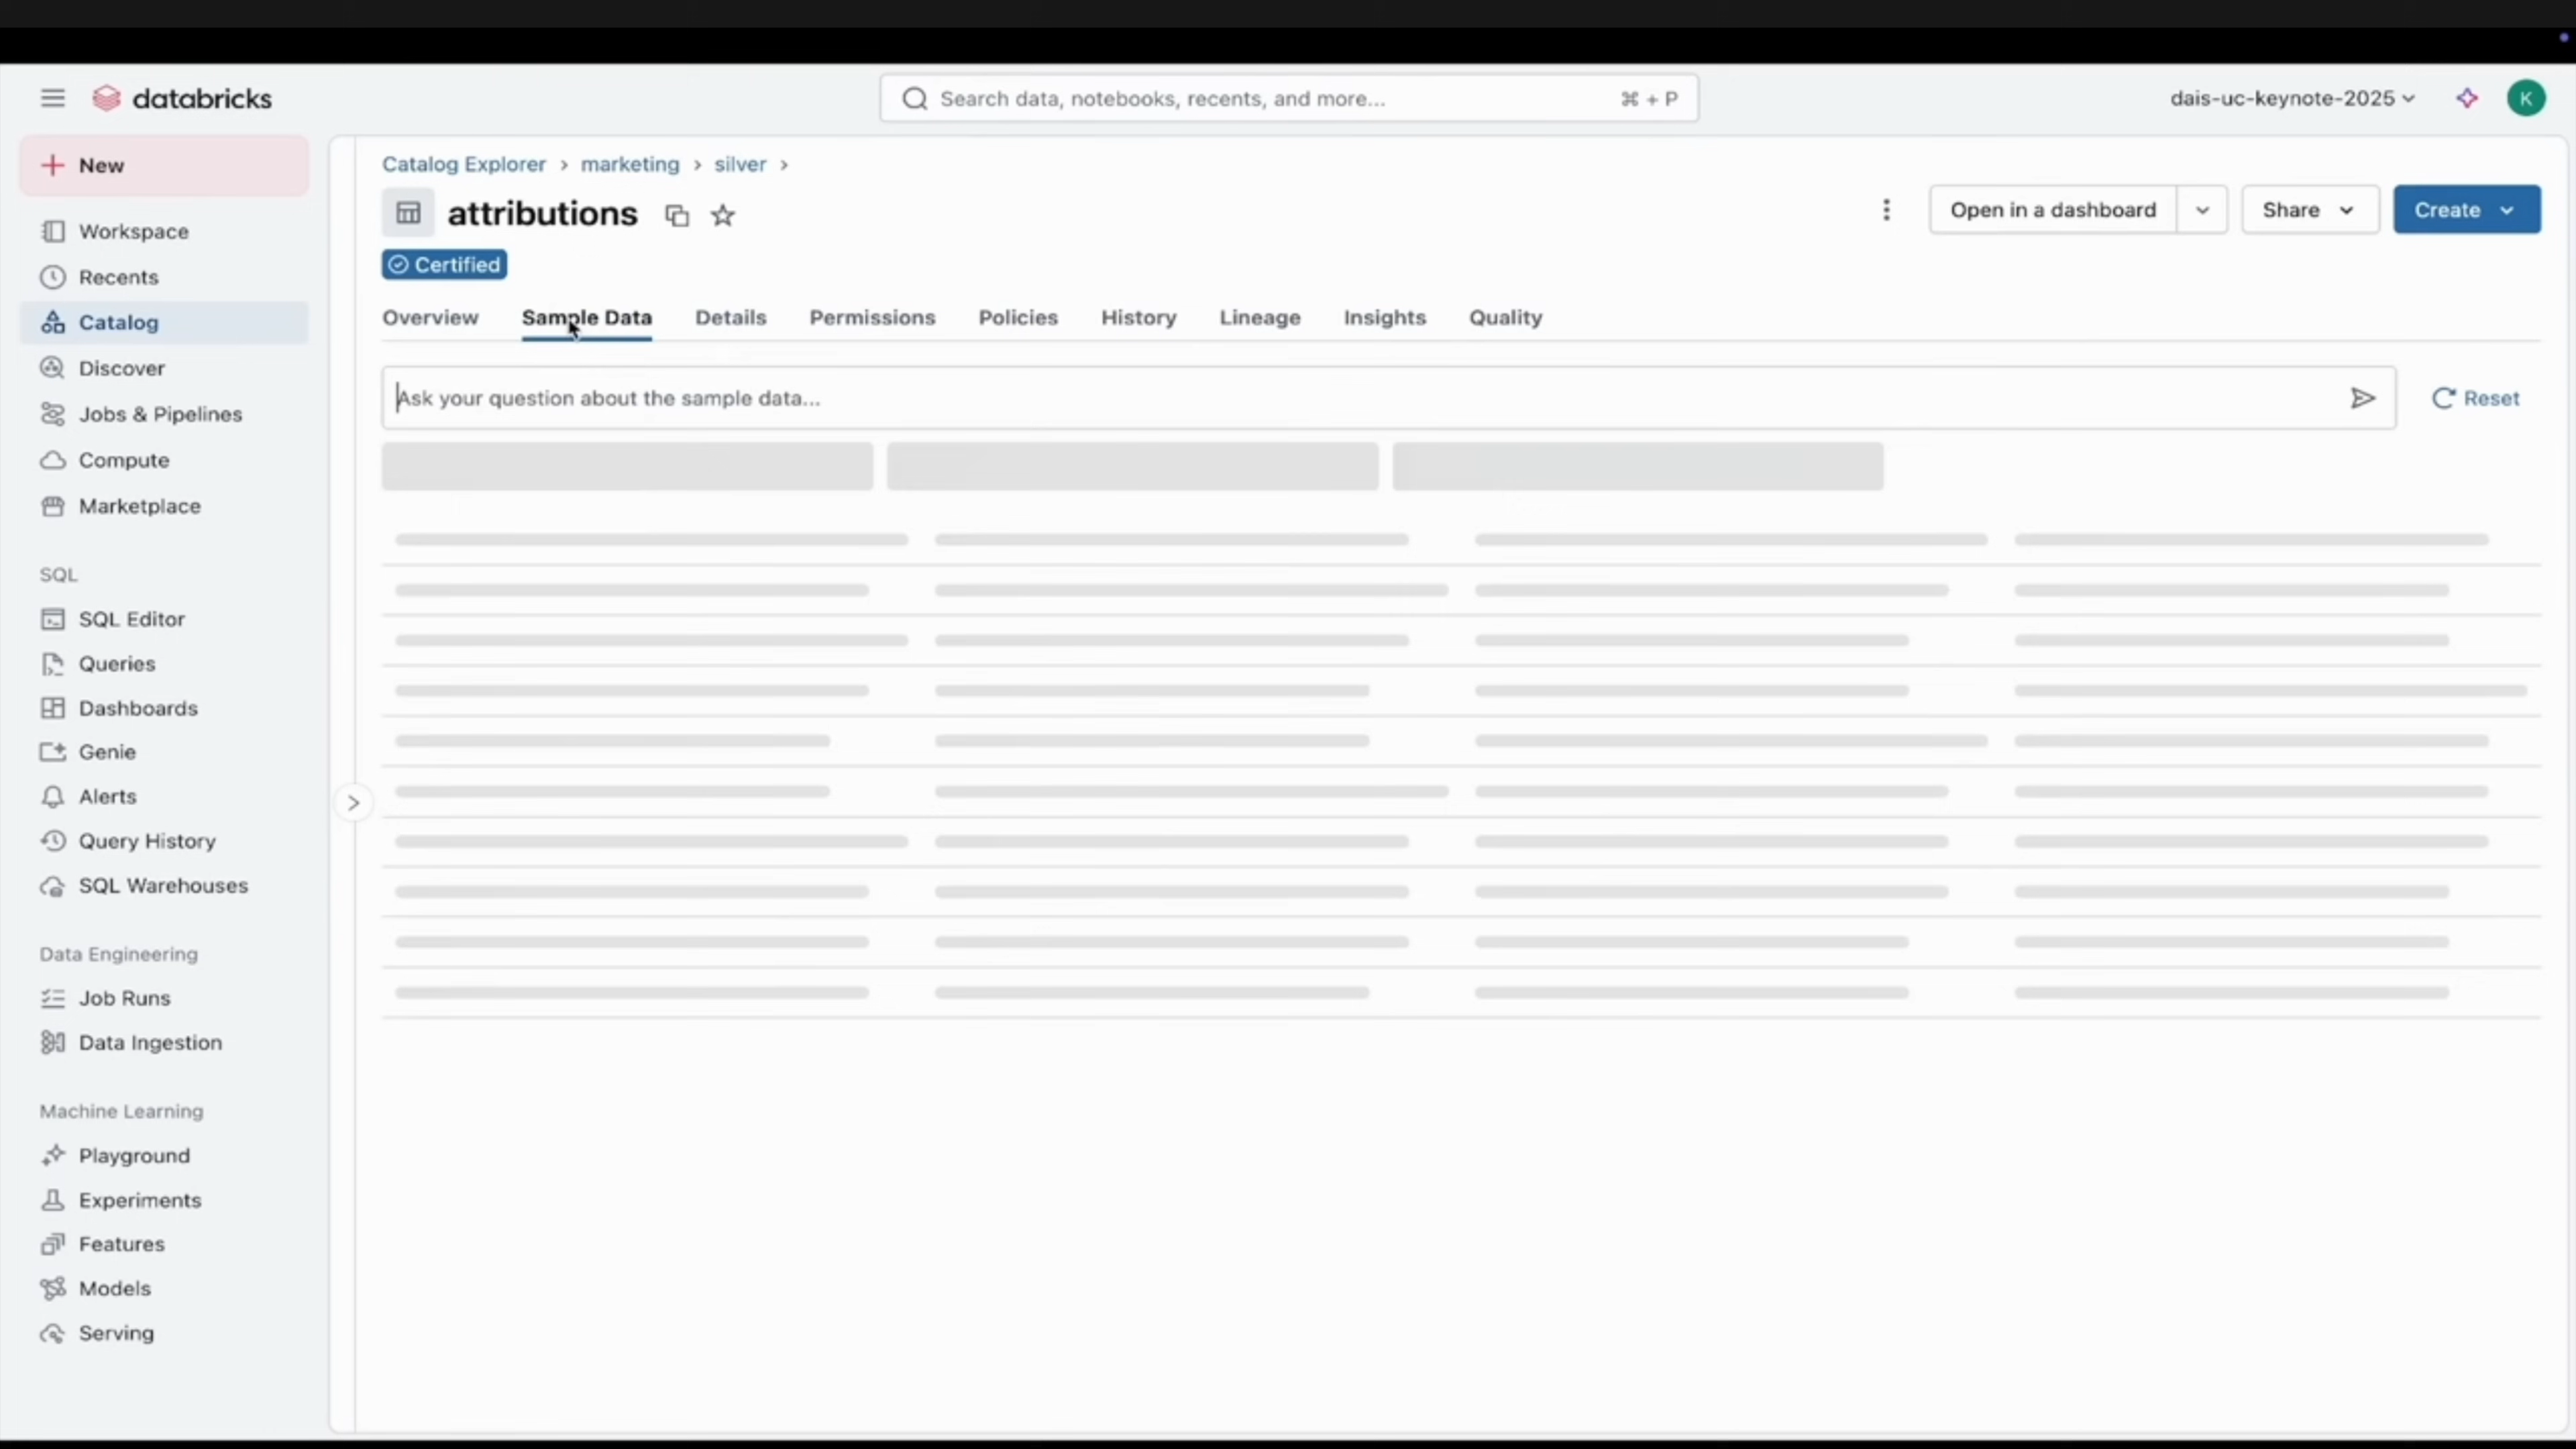 databricks
Search data, notebooks, recents, and more...
⌘ + P
dais-uc-keynote-2025
K
New
Workspace
Recents
Catalog
Discover
Jobs & Pipelines
Compute
Marketplace
SQL
SQL Editor
Queries
Dashboards
Genie
Alerts
Query History
SQL Warehouses
Data Engineering
Job Runs
Data Ingestion
Machine Learning
Playground
Experiments
Features
Models
Serving
Catalog Explorer > marketing > silver >
attributions
Open in a dashboard
Share
Create
Certified
Overview Sample Data Details Permissions Policies History Lineage Insights Quality
Ask your question about the sample data...
Reset